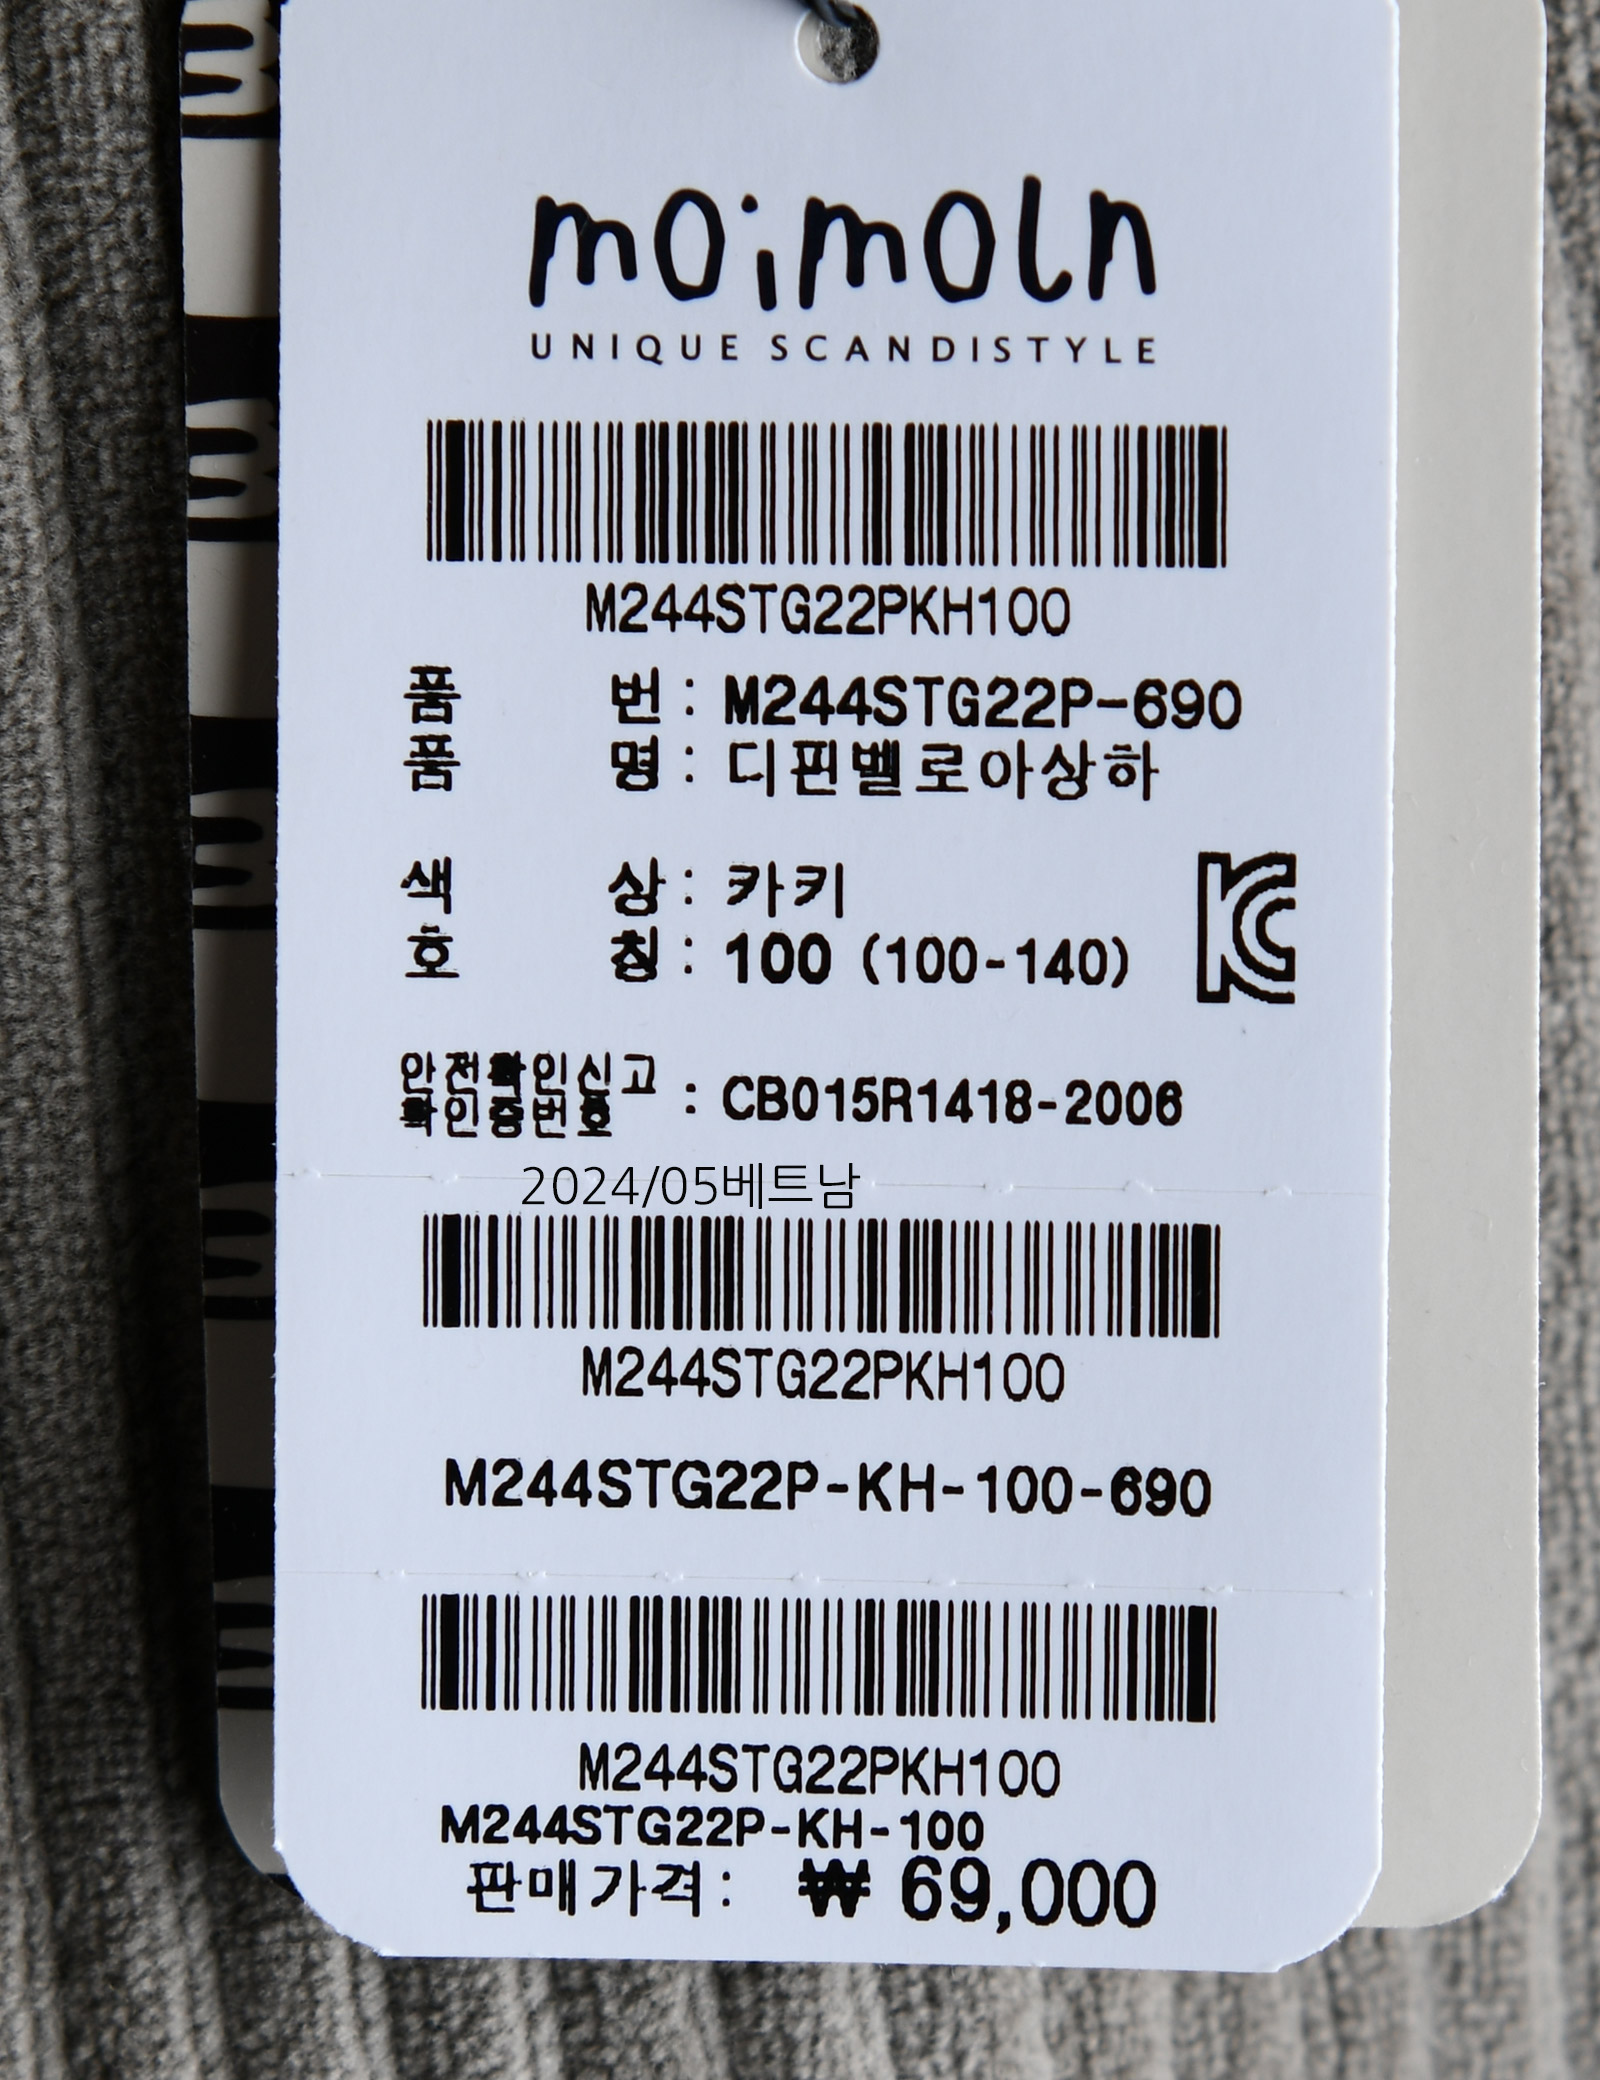 moimoln
UNIQUE SCANDISTYLE
M244STG22PKH100
품 번 : M244STG22P-690
품 명 : 디핀벨로아상하
색 상 : 카키
호 칭 : 100 (100-140)
안전확인신고
확인증번호 : CB015R1418-2006
2024/05베트남
M244STG22PKH100
M244STG22P-KH-100-690
M244STG22PKH100
M244STG22P-KH-100
판매가격: ₩ 69,000